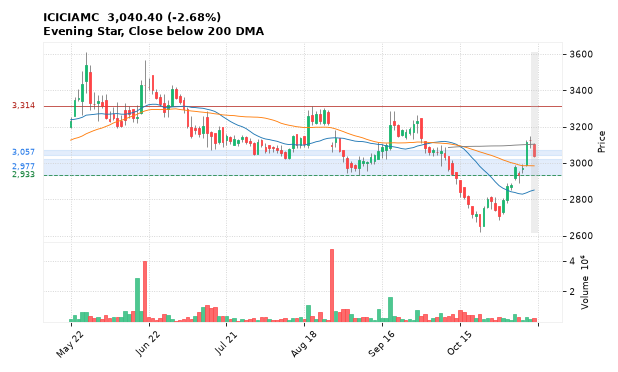 ICICIAMC 3,040.40 (-2.68%)
Evening Star, Close below 200 DMA
3600
3400
3,314
3200
3,057
3000
2,977
2,933
2800
2600
Price
4
2
Volume 10⁶
May 22
Jun 22
Jul 21
Aug 18
Sep 16
Oct 15